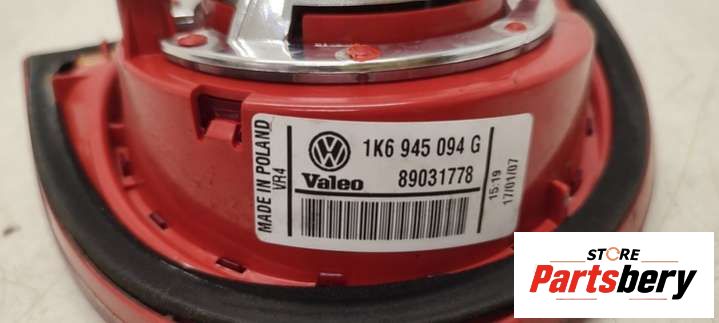 MADE IN POLAND
VR4
1K6 945 094 G
Valeo
89031778
15:19
17/01/07
STORE
Partsbery